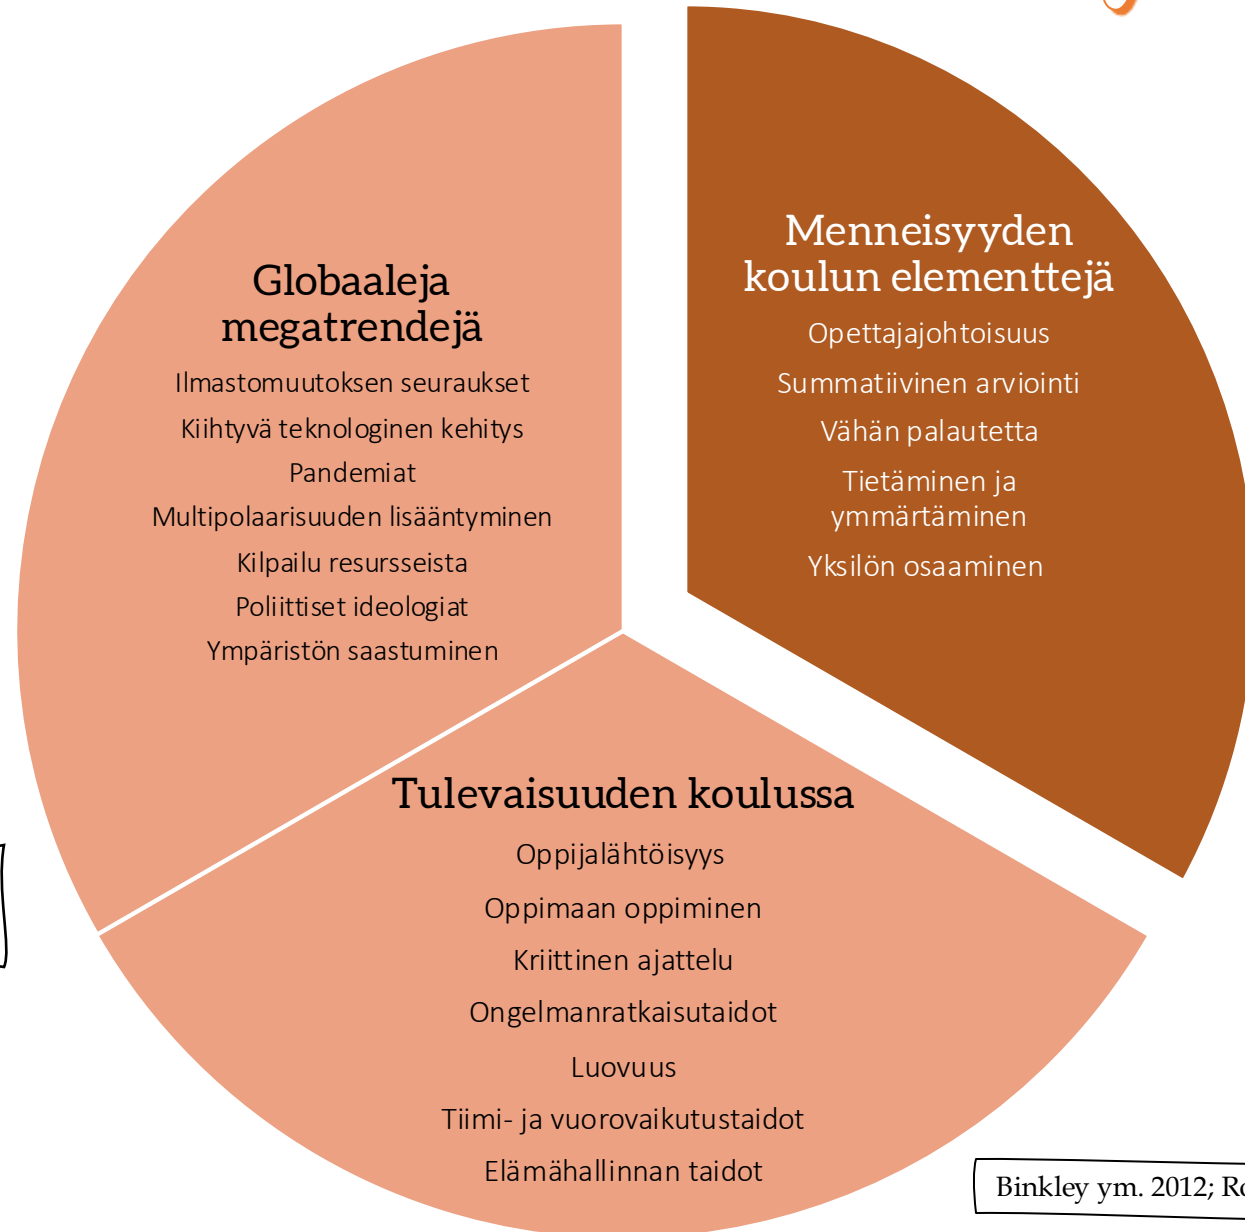 Globaaleja
megatrendejä
Ilmastomuutoksen seuraukset
Kiihtyvä teknologinen kehitys
Pandemiat
Multipolaarisuuden lisääntyminen
Kilpailu resursseista
Poliittiset ideologiat
Ympäristön saastuminen
Menneisyyden
koulun elementtejä
Opettajajohtoisuus
Summatiivinen arviointi
Vähän palautetta
Tietäminen ja
ymmärtäminen
Yksilön osaaminen
Tulevaisuuden koulussa
Oppijalähtöisyys
Oppimaan oppiminen
Kriittinen ajattelu
Ongelmanratkaisutaidot
Luovuus
Tiimi- ja vuorovaikutustaidot
Elämähallinnan taidot
Binkley ym. 2012;